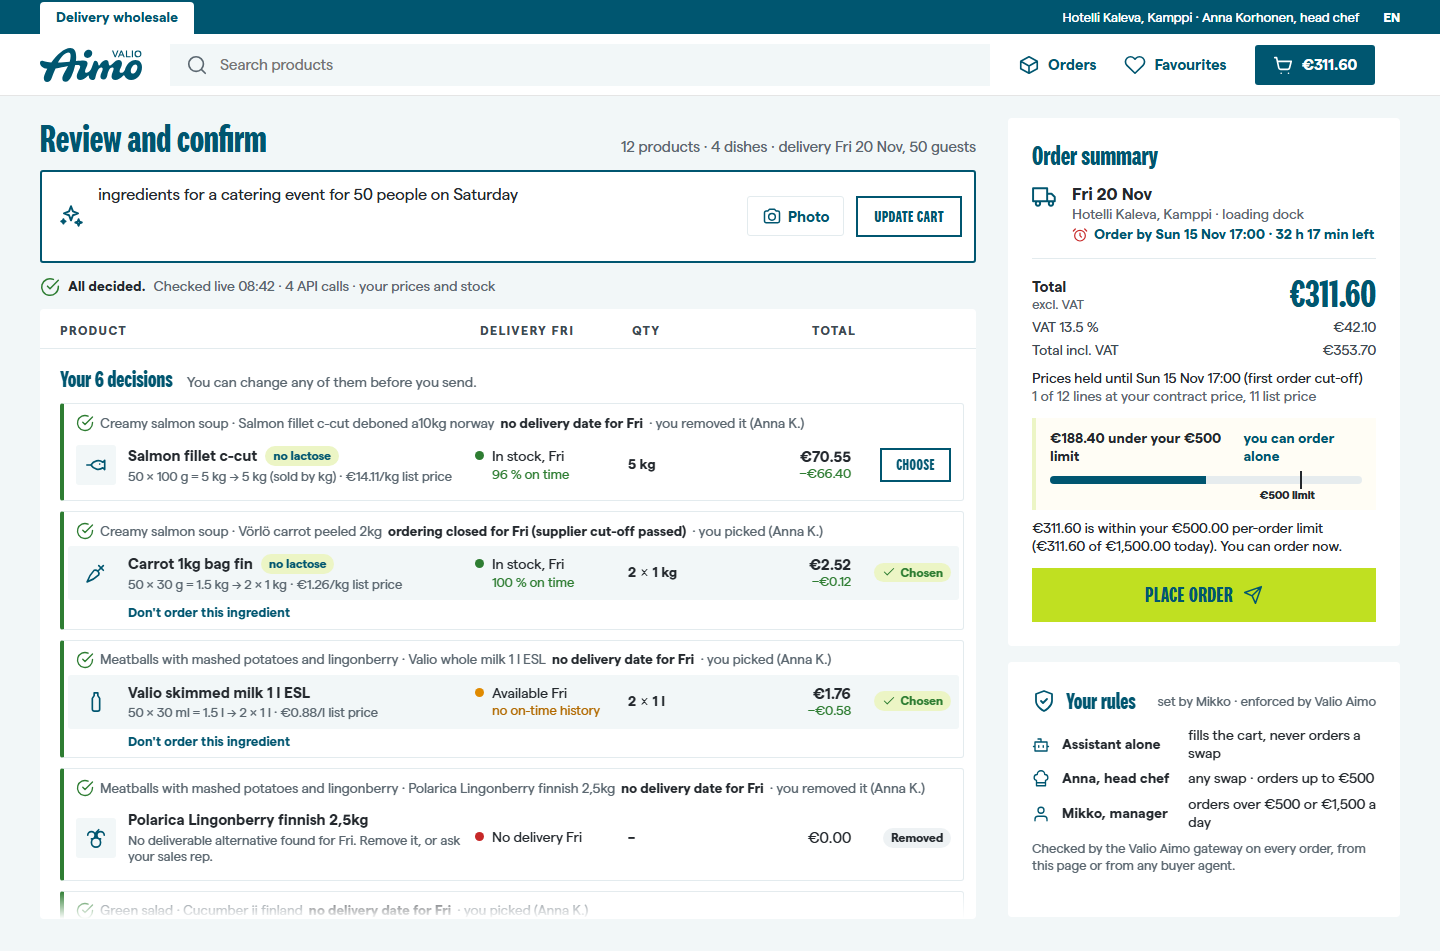 Delivery wholesale
Hotelli Kaleva, Kamppi · Anna Korhonen, head chef EN
VALIO
Aimo
Search products
Orders
Favourites
€311.60
Review and confirm
12 products · 4 dishes · delivery Fri 20 Nov, 50 guests
ingredients for a catering event for 50 people on Saturday
Photo
UPDATE CART
All decided. Checked live 08:42 · 4 API calls · your prices and stock
PRODUCT DELIVERY FRI QTY TOTAL
Your 6 decisions You can change any of them before you send.
Creamy salmon soup · Salmon fillet c-cut deboned a10kg norway no delivery date for Fri · you removed it (Anna K.)
Salmon fillet c-cut no lactose
50 × 100 g = 5 kg → 5 kg (sold by kg) · €14.11/kg list price
In stock, Fri
96 % on time
5 kg
€70.55
−€66.40
CHOOSE
Creamy salmon soup · Vörlö carrot peeled 2kg ordering closed for Fri (supplier cut-off passed) · you picked (Anna K.)
Carrot 1kg bag fin no lactose
50 × 30 g = 1.5 kg → 2 × 1 kg · €1.26/kg list price
In stock, Fri
100 % on time
2 × 1 kg
€2.52
−€0.12
Chosen
Don't order this ingredient
Meatballs with mashed potatoes and lingonberry · Valio whole milk 1 l ESL no delivery date for Fri · you picked (Anna K.)
Valio skimmed milk 1 l ESL
50 × 30 ml = 1.5 l → 2 × 1 l · €0.88/l list price
Available Fri
no on-time history
2 × 1 l
€1.76
−€0.58
Chosen
Don't order this ingredient
Meatballs with mashed potatoes and lingonberry · Polarica Lingonberry finnish 2,5kg no delivery date for Fri · you removed it (Anna K.)
Polarica Lingonberry finnish 2,5kg
No deliverable alternative found for Fri. Remove it, or ask
your sales rep.
No delivery Fri
–
€0.00
Removed
Green salad · Cucumber ii finland no delivery date for Fri · you picked (Anna K.)
Order summary
Fri 20 Nov
Hotelli Kaleva, Kamppi · loading dock
Order by Sun 15 Nov 17:00 · 32 h 17 min left
Total
excl. VAT
€311.60
VAT 13.5 % €42.10
Total incl. VAT €353.70
Prices held until Sun 15 Nov 17:00 (first order cut-off)
1 of 12 lines at your contract price, 11 list price
€188.40 under your €500
limit
you can order
alone
€500 limit
€311.60 is within your €500.00 per-order limit
(€311.60 of €1,500.00 today). You can order now.
PLACE ORDER
Your rules set by Mikko · enforced by Valio Aimo
Assistant alone
fills the cart, never orders a
swap
Anna, head chef any swap · orders up to €500
Mikko, manager
orders over €500 or €1,500 a
day
Checked by the Valio Aimo gateway on every order, from
this page or from any buyer agent.